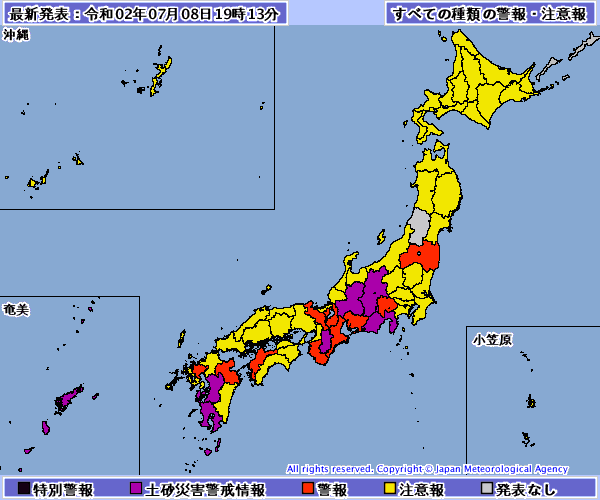 最新発表：令和02年07月08日19時13分
すべての種類の警報・注意報
沖縄
奄美
小笠原
All rights reserved. Copyright © Japan Meteorological Agency
特別警報
土砂災害警戒情報
警報
注意報
発表なし